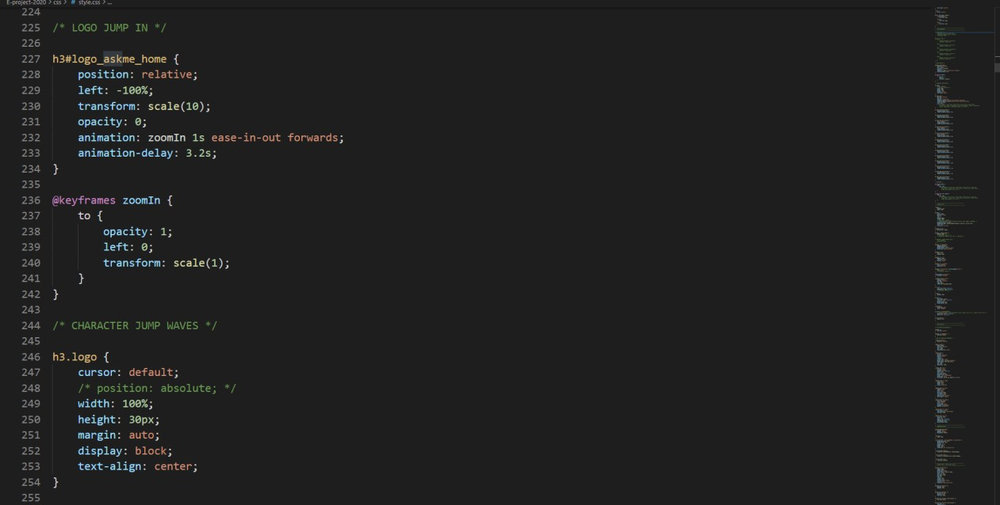 E-project-2020 > css > # style.css > ...
224
225 /* LOGO JUMP IN */
226
227 h3#logo_askme_home {
228     position: relative;
229     left: -100%;
230     transform: scale(10);
231     opacity: 0;
232     animation: zoomIn 1s ease-in-out forwards;
233     animation-delay: 3.2s;
234 }
235
236 @keyframes zoomIn {
237     to {
238         opacity: 1;
239         left: 0;
240         transform: scale(1);
241     }
242 }
243
244 /* CHARACTER JUMP WAVES */
245
246 h3.logo {
247     cursor: default;
248     /* position: absolute; */
249     width: 100%;
250     height: 30px;
251     margin: auto;
252     display: block;
253     text-align: center;
254 }
255